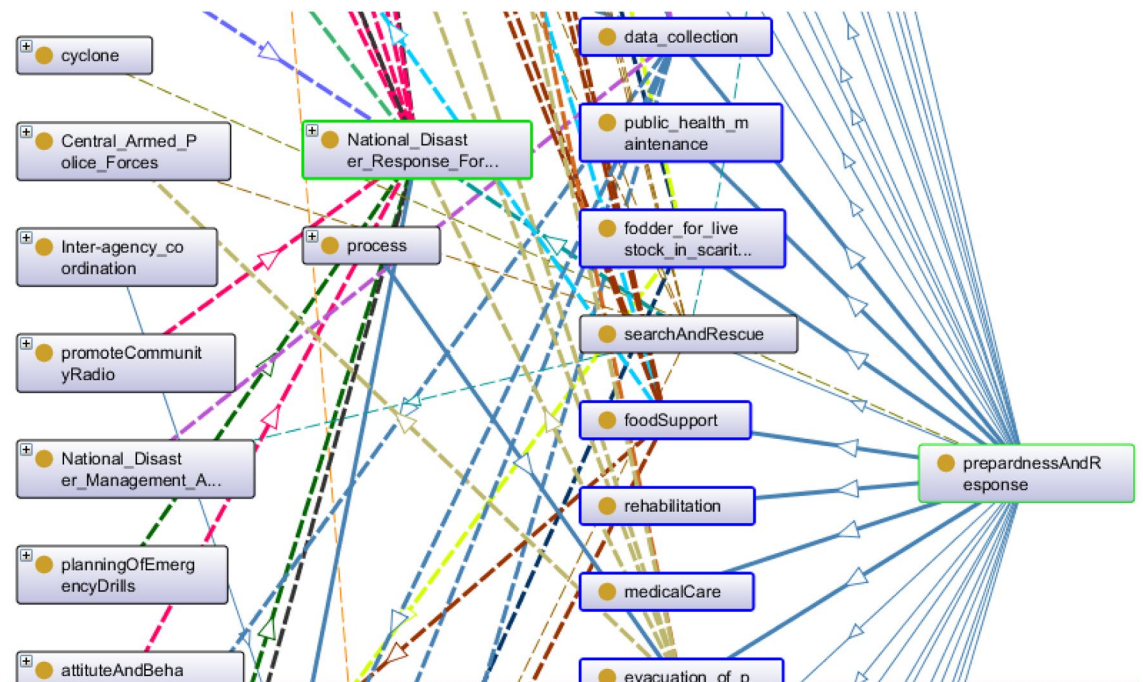 cyclone
Central_Armed_P
olice_Forces
Inter-agency_co
ordination
promoteCommunit
yRadio
National_Disast
er_Management_A...
planningOfEmerg
encyDrills
attituteAndBeha
National_Disast
er_Response_For...
process
data_collection
public_health_m
aintenance
fodder_for_live
stock_in_scarit...
searchAndRescue
foodSupport
rehabilitation
medicalCare
evacuation_of_p
prepardnessAndR
esponse